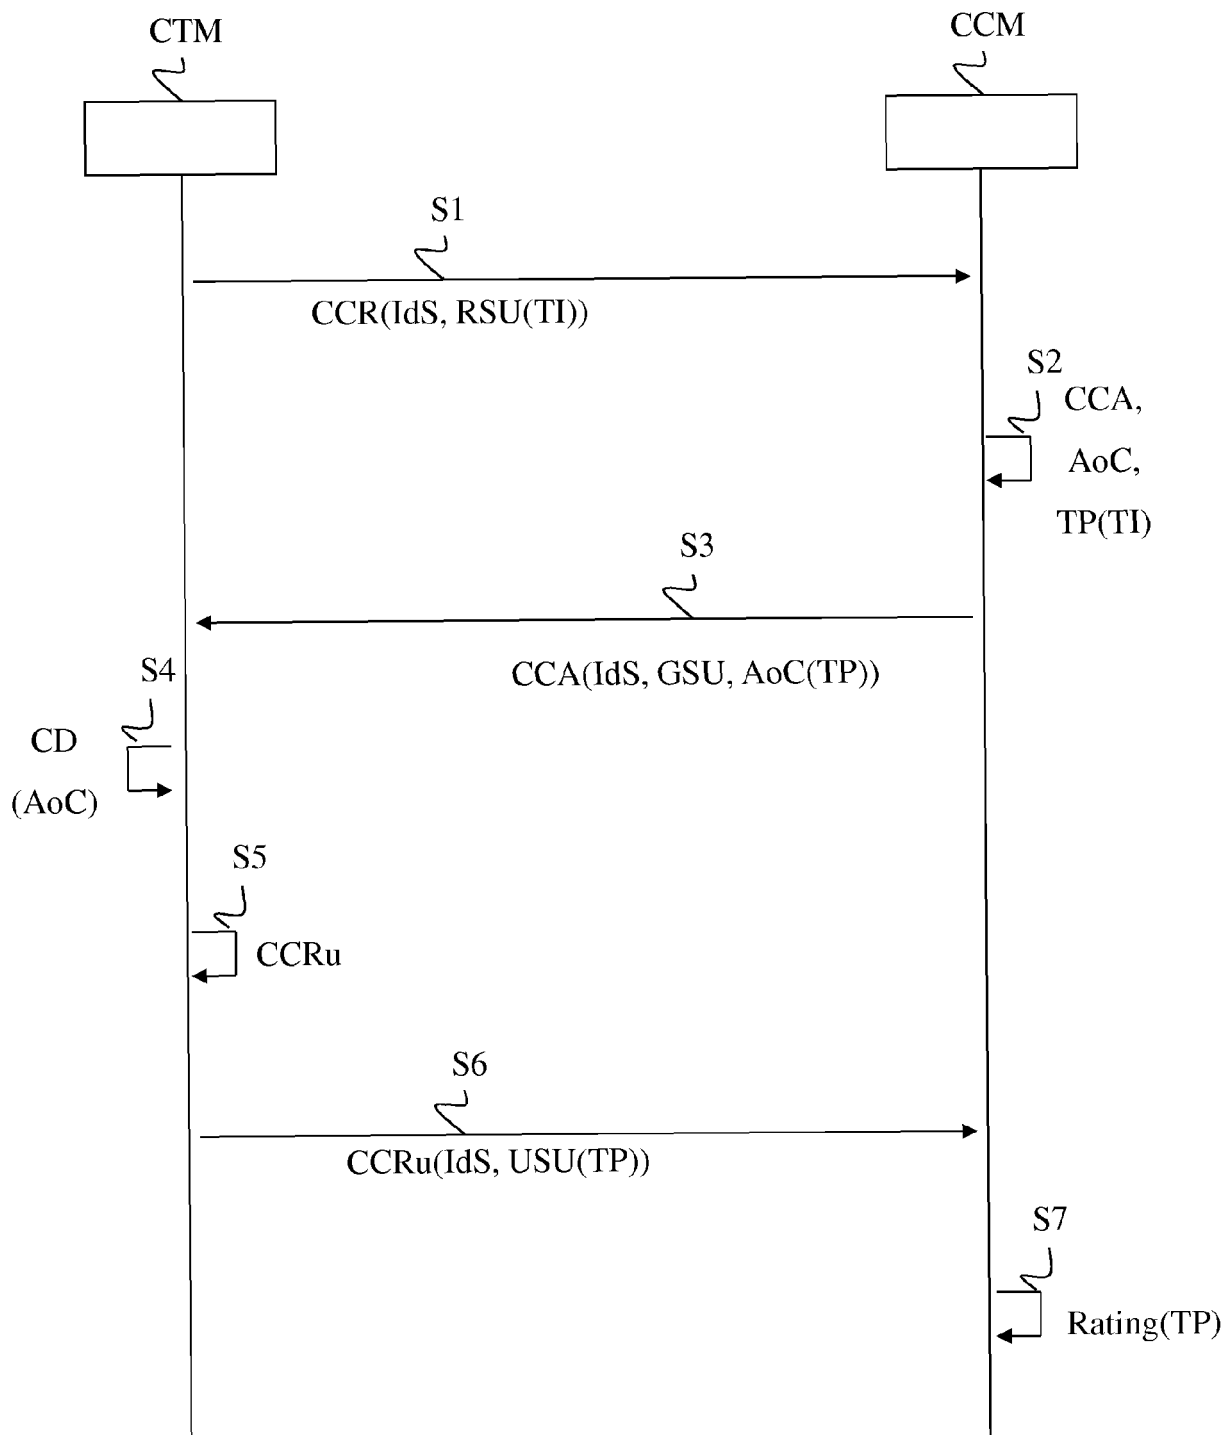 CTM
CCM
S1
CCR(IdS, RSU(TI))
S2
CCA,
AoC,
TP(TI)
S3
CCA(IdS, GSU, AoC(TP))
S4
CD
(AoC)
S5
CCRu
S6
CCRu(IdS, USU(TP))
S7
Rating(TP)